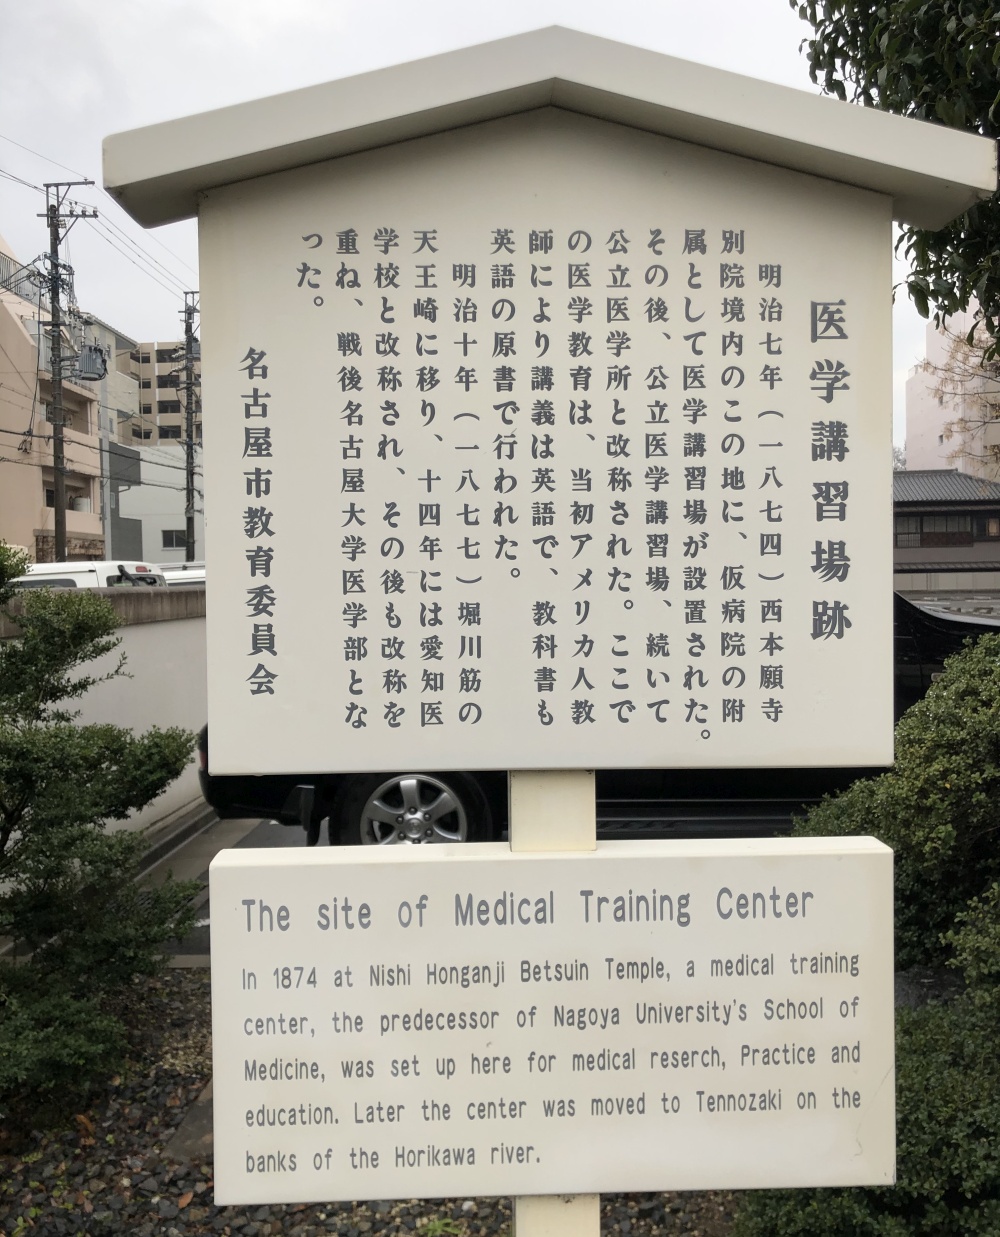 医学講習場跡
明治七年（一八七四）西本願寺
別院境内のこの地に、仮病院の附
属として医学講習場が設置された。
その後、公立医学講習場、続いて
公立医学所と改称された。ここで
の医学教育は、当初アメリカ人教
師により講義は英語で、教科書も
英語の原書で行われた。
明治十年（一八七七）堀川筋の
天王崎に移り、十四年には愛知医
学校と改称され、その後も改称を
重ね、戦後名古屋大学医学部とな
った。
名古屋市教育委員会
The site of Medical Training Center
In 1874 at Nishi Honganji Betsuin Temple, a medical training
center, the predecessor of Nagoya University's School of
Medicine, was set up here for medical reserch, Practice and
education. Later the center was moved to Tennozaki on the
banks of the Horikawa river.